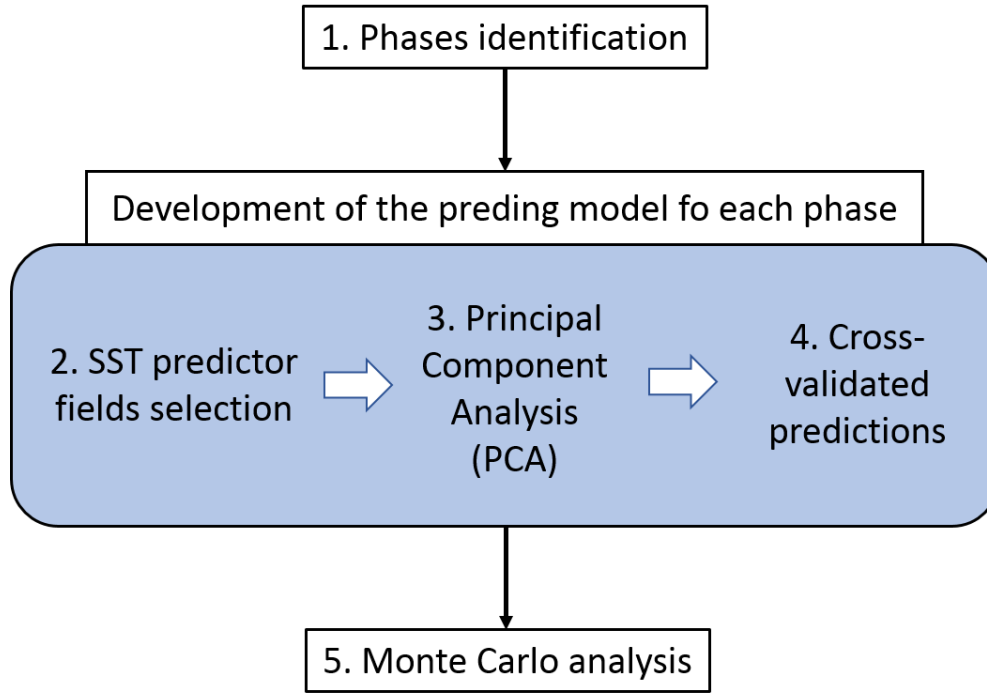 1. Phases identification
Development of the preding model fo each phase
2. SST predictor
fields selection
3. Principal
Component
Analysis
(PCA)
4. Cross-
validated
predictions
5. Monte Carlo analysis